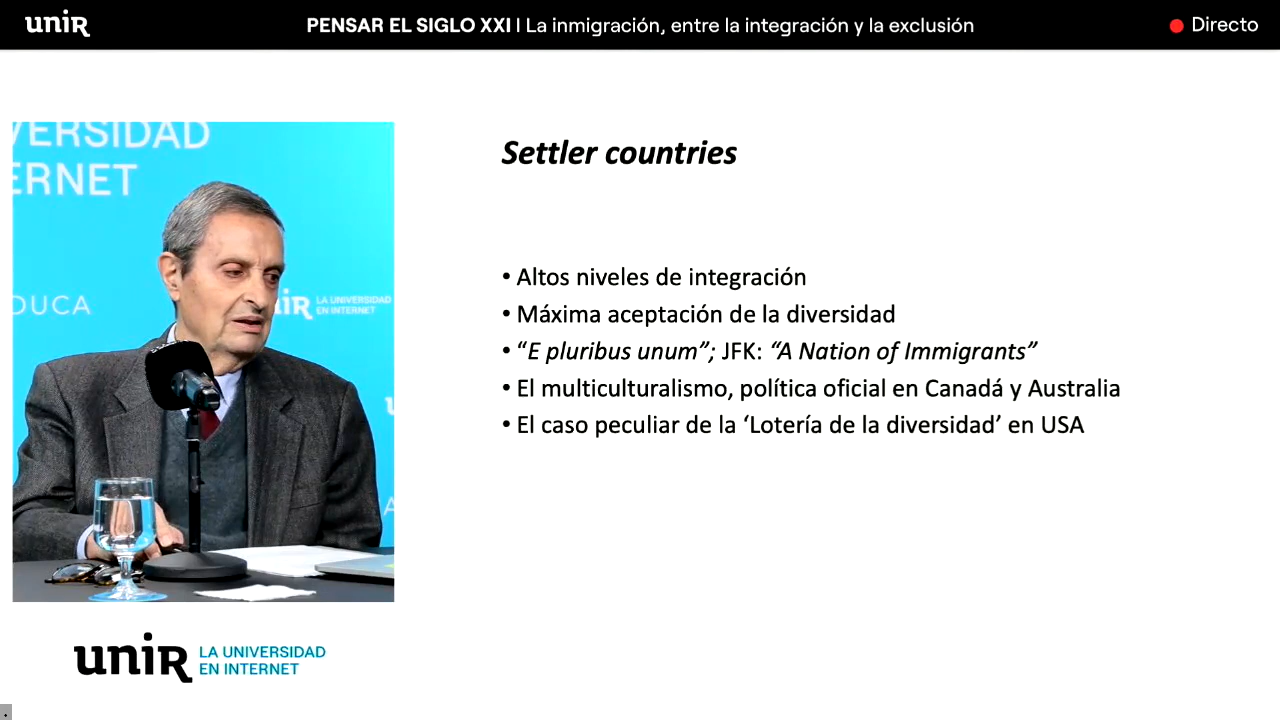 unir
PENSAR EL SIGLO XXI | La inmigración, entre la integración y la exclusión
Directo
VERSIDAD
ERNET
DUCA
unir LA UNIVERSIDAD
EN INTERNET
Settler countries
• Altos niveles de integración
• Máxima aceptación de la diversidad
• “E pluribus unum”; JFK: “A Nation of Immigrants”
• El multiculturalismo, política oficial en Canadá y Australia
• El caso peculiar de la ‘Lotería de la diversidad’ en USA
unir LA UNIVERSIDAD
EN INTERNET